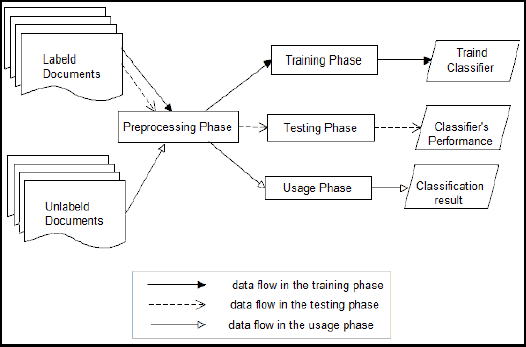 Labeld
Documents
Training Phase
Traind
Classifier
Preprocessing Phase
Testing Phase
Classifier's
Performance
Usage Phase
Classification
result
Unlabeld
Documents
data flow in the training phase
data flow in the testing phase
data flow in the usage phase